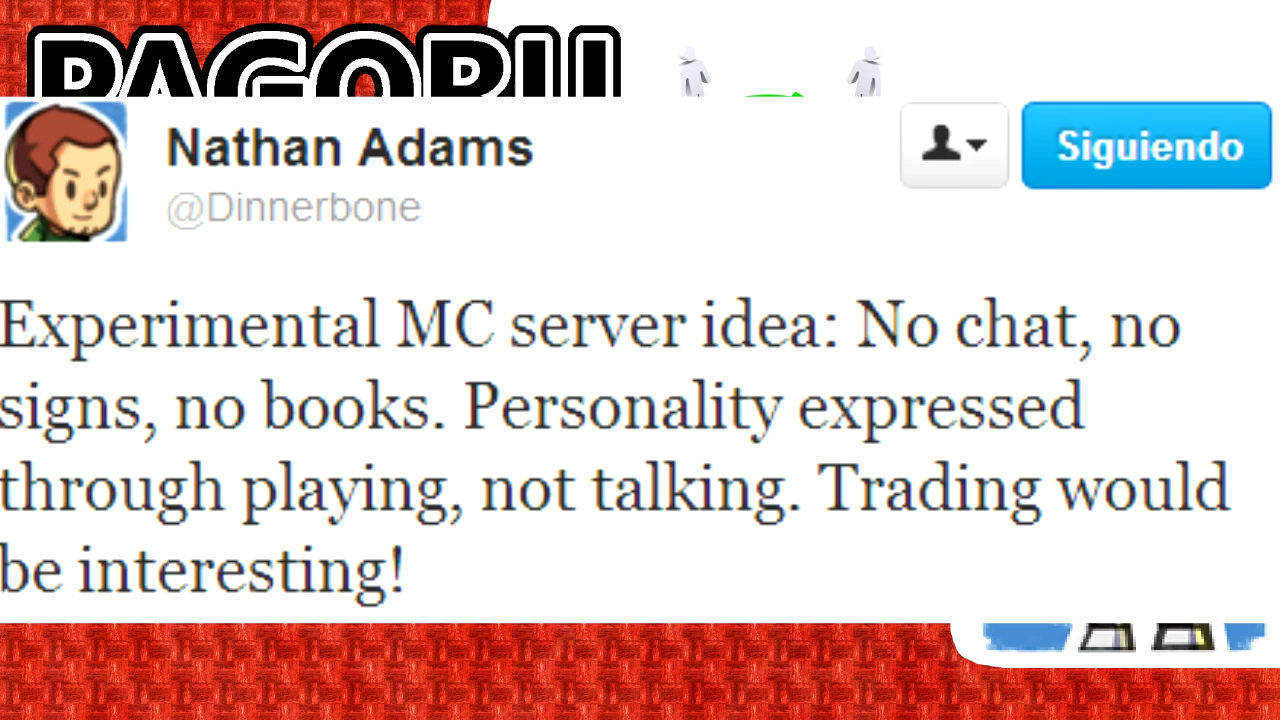 Nathan Adams
@Dinnerbone
Siguiendo
Experimental MC server idea: No chat, no
signs, no books. Personality expressed
through playing, not talking. Trading would
be interesting!